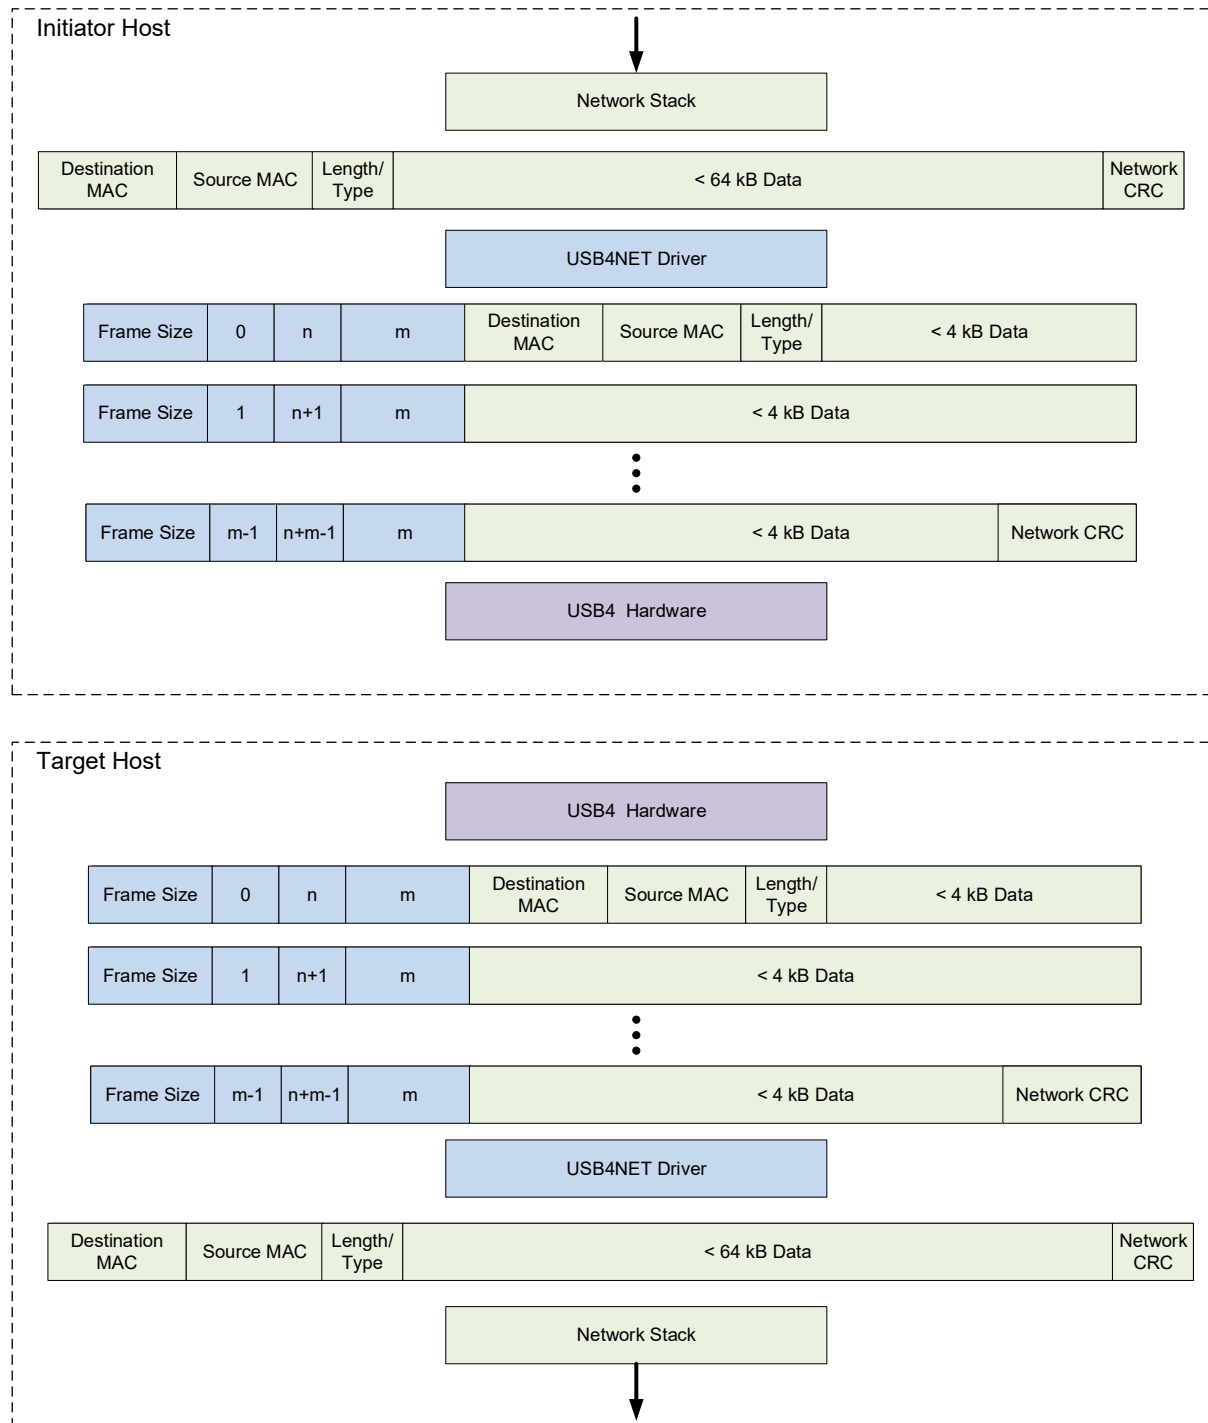 Initiator Host
Network Stack
Destination MAC Source MAC Length/ Type < 64 kB Data Network CRC
USB4NET Driver
Frame Size 0 n m Destination MAC Source MAC Length/ Type < 4 kB Data
Frame Size 1 n+1 m < 4 kB Data
Frame Size m-1 n+m-1 m < 4 kB Data Network CRC
USB4 Hardware
Target Host
USB4 Hardware
Frame Size 0 n m Destination MAC Source MAC Length/ Type < 4 kB Data
Frame Size 1 n+1 m < 4 kB Data
Frame Size m-1 n+m-1 m < 4 kB Data Network CRC
USB4NET Driver
Destination MAC Source MAC Length/ Type < 64 kB Data Network CRC
Network Stack